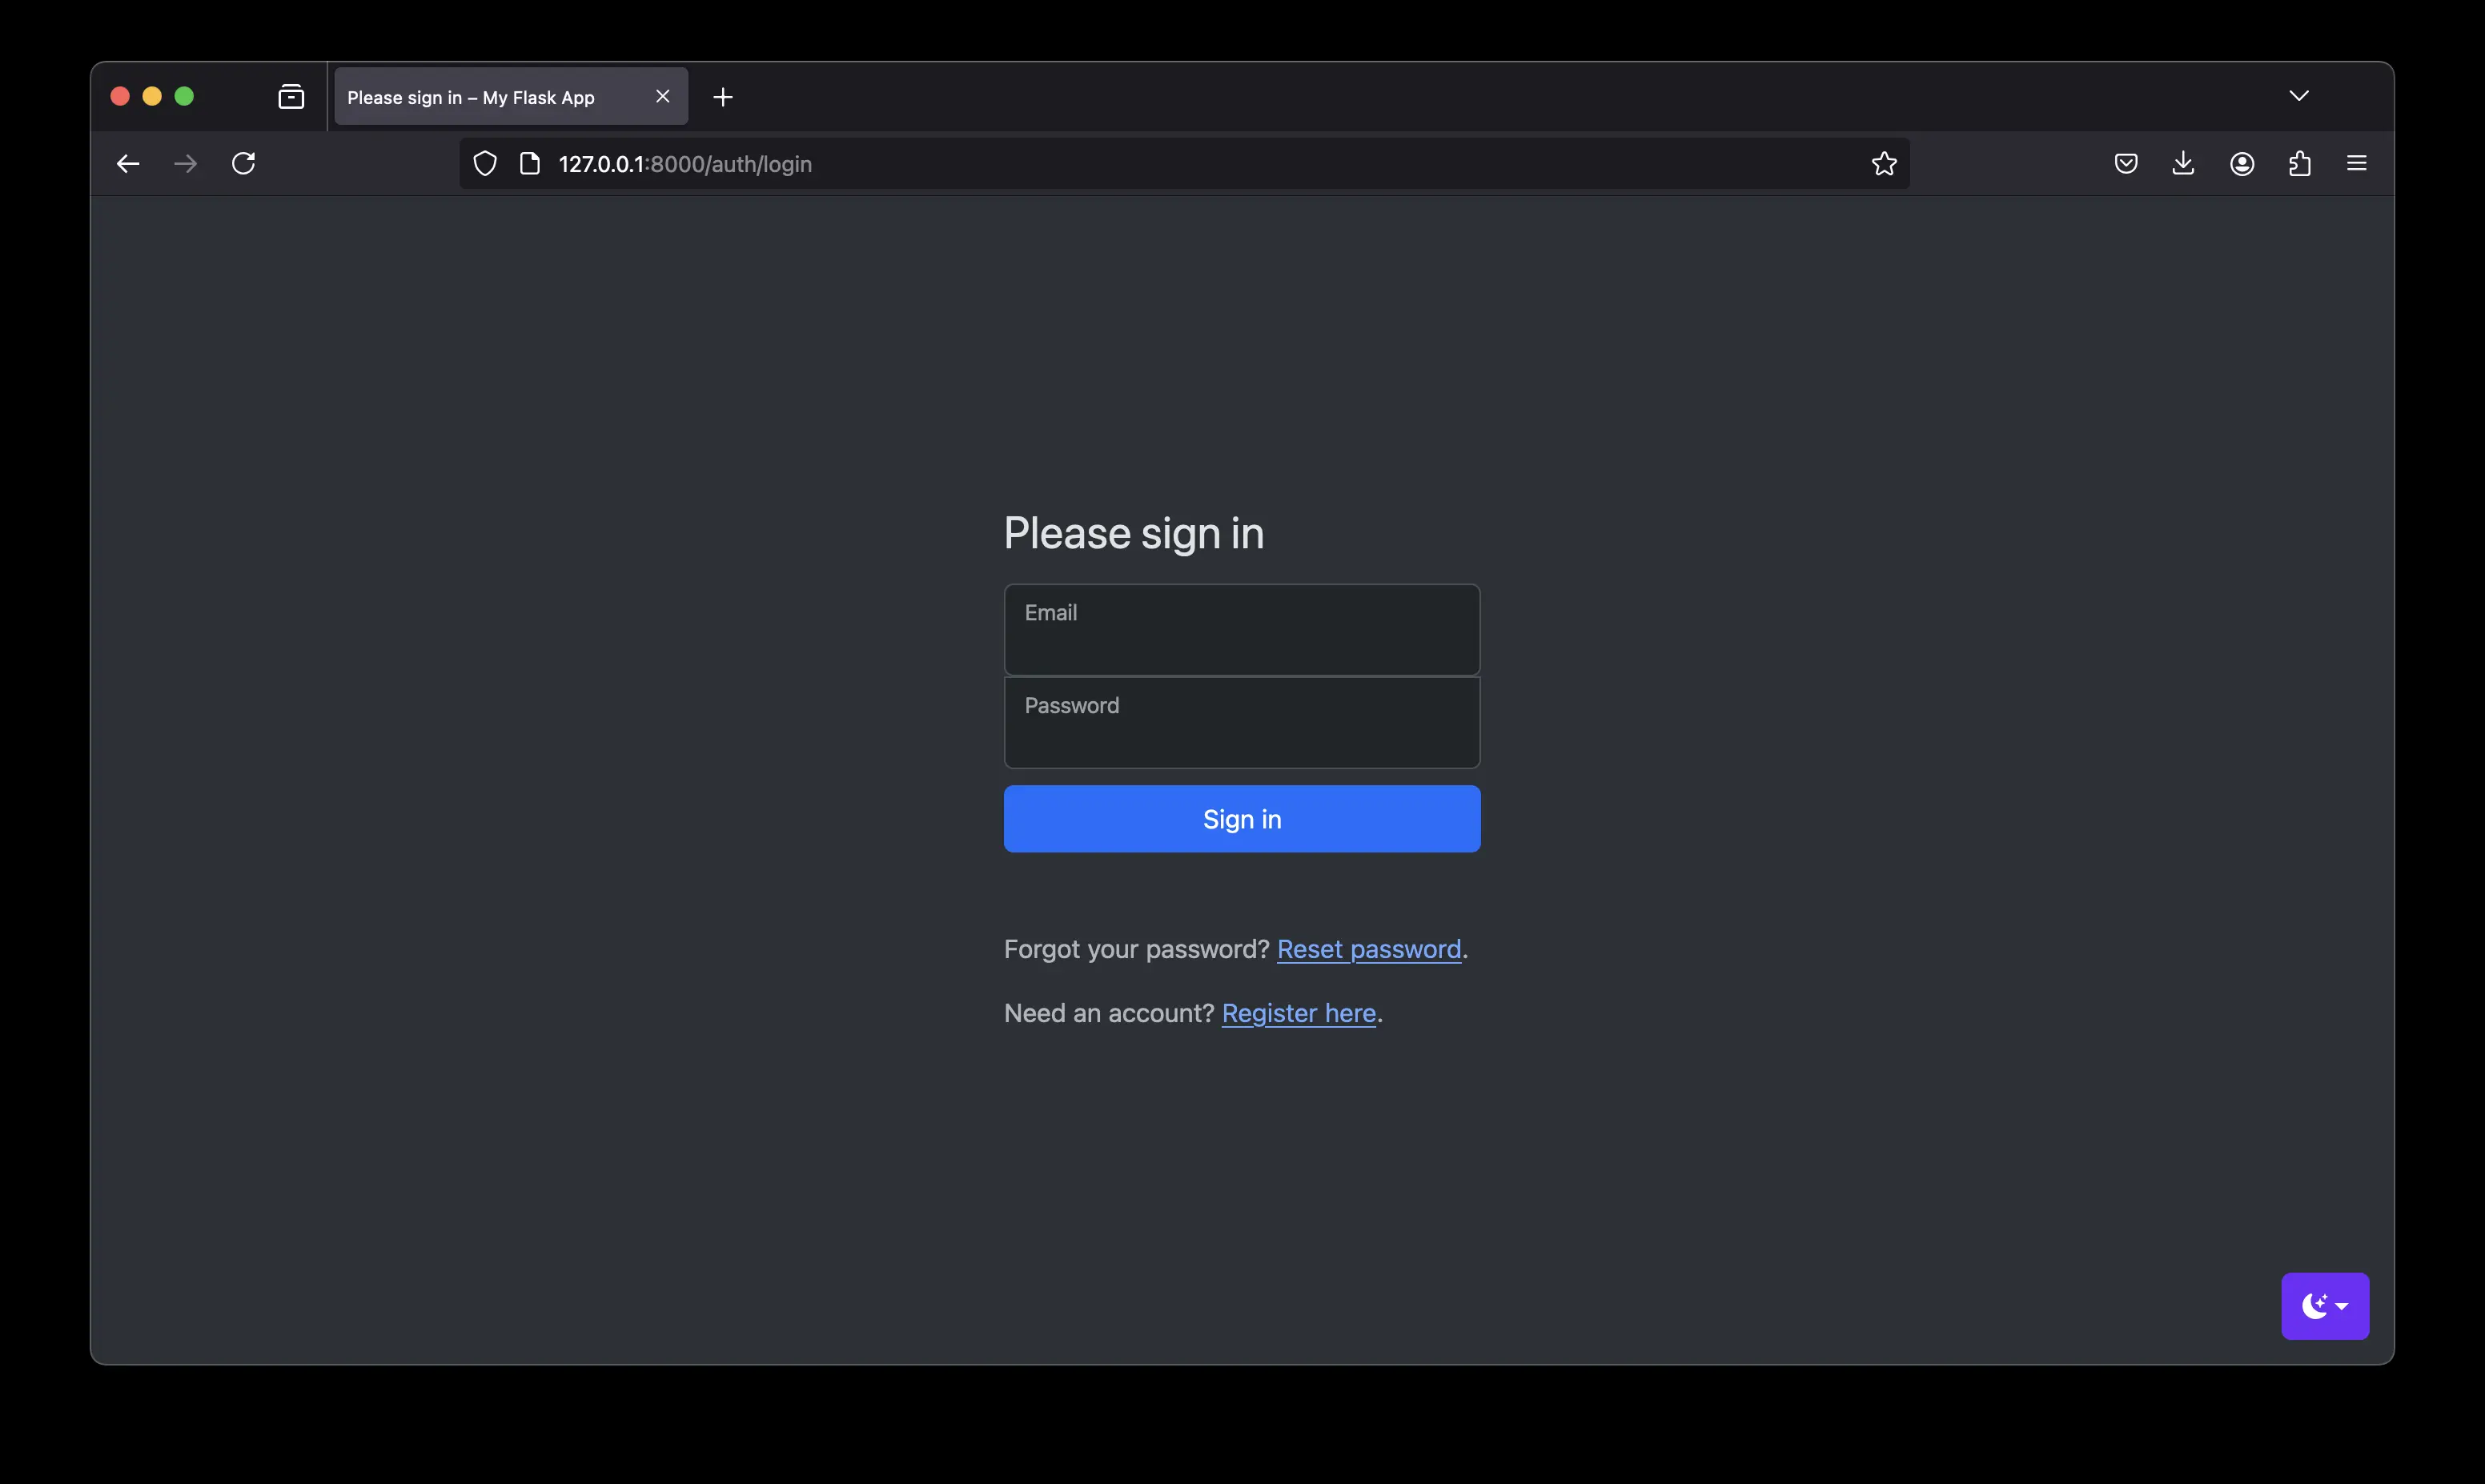 Please sign in – My Flask App
127.0.0.1:8000/auth/login
Please sign in
Email
Password
Sign in
Forgot your password? Reset password.
Need an account? Register here.